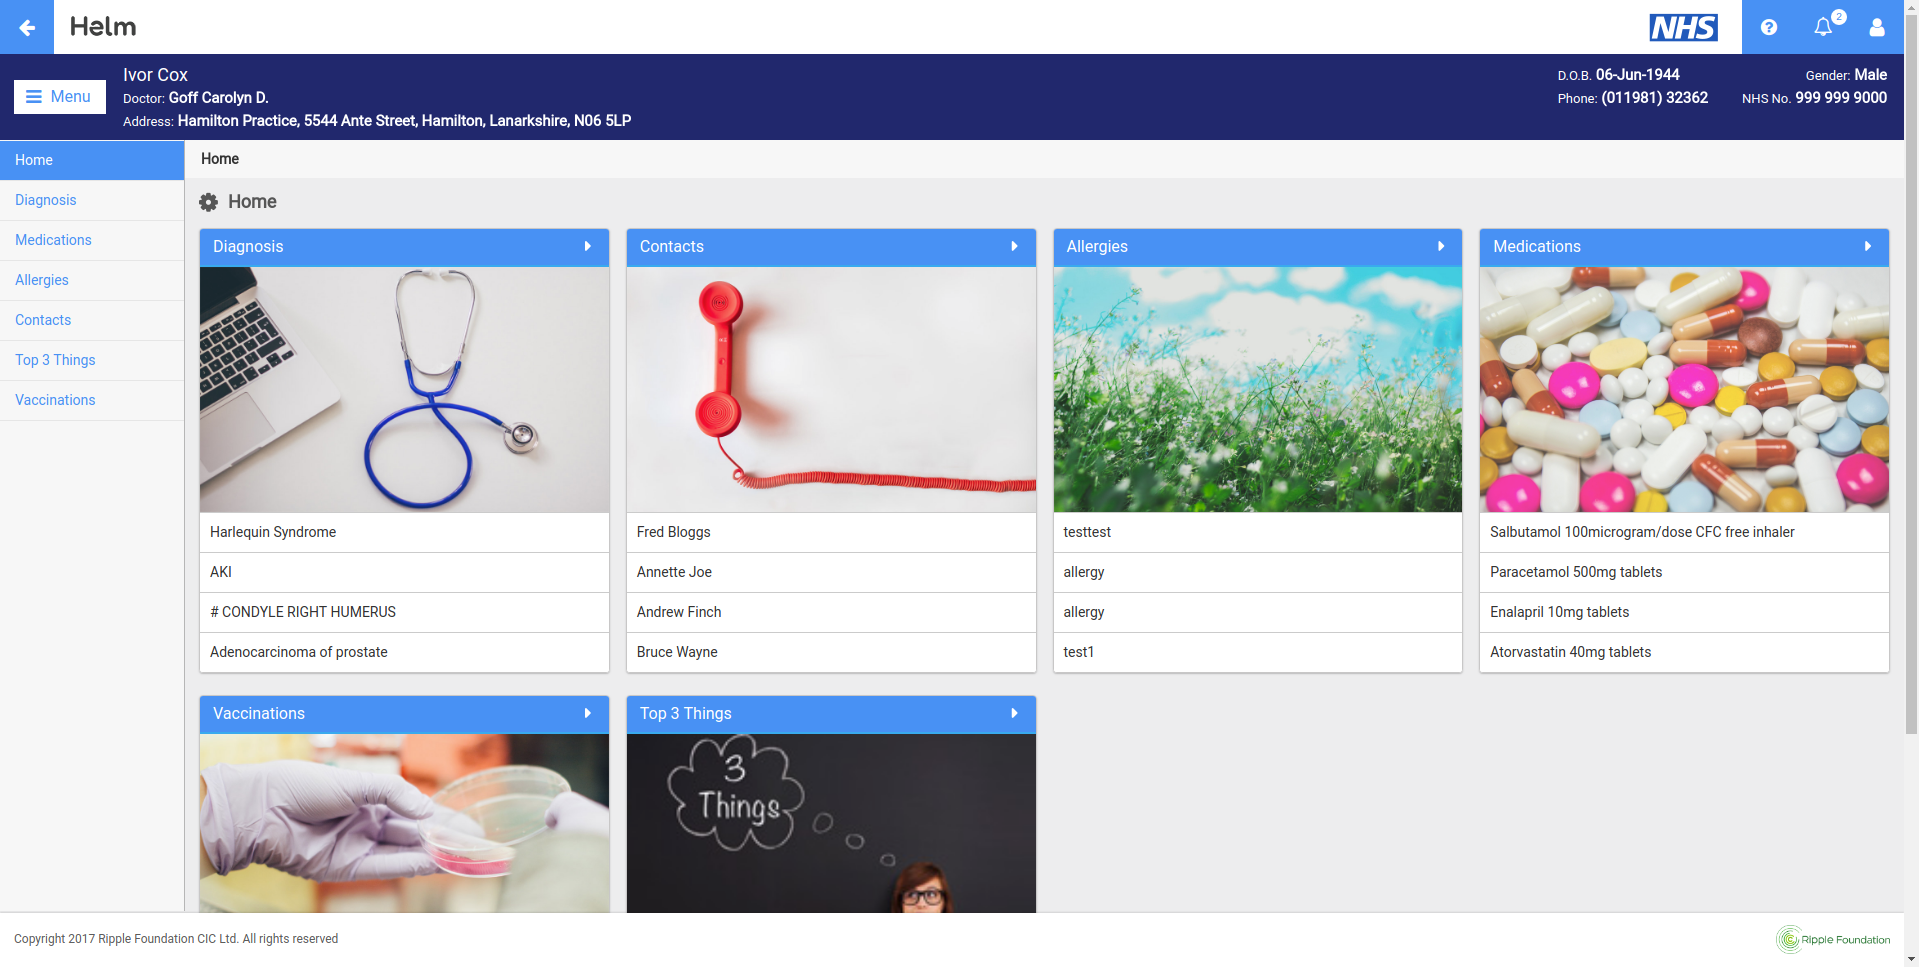 Helm
NHS
2
Menu
Ivor Cox
Doctor: Goff Carolyn D.
Address: Hamilton Practice, 5544 Ante Street, Hamilton, Lanarkshire, N06 5LP
D.O.B. 06-Jun-1944
Gender: Male
Phone: (011981) 32362
NHS No. 999 999 9000
Home
Diagnosis
Medications
Allergies
Contacts
Top 3 Things
Vaccinations
Home
Home
Diagnosis
Harlequin Syndrome
AKI
# CONDYLE RIGHT HUMERUS
Adenocarcinoma of prostate
Contacts
Fred Bloggs
Annette Joe
Andrew Finch
Bruce Wayne
Allergies
testtest
allergy
allergy
test1
Medications
Salbutamol 100microgram/dose CFC free inhaler
Paracetamol 500mg tablets
Enalapril 10mg tablets
Atorvastatin 40mg tablets
Vaccinations
Top 3 Things
3
Things
Copyright 2017 Ripple Foundation CIC Ltd. All rights reserved
Ripple Foundation